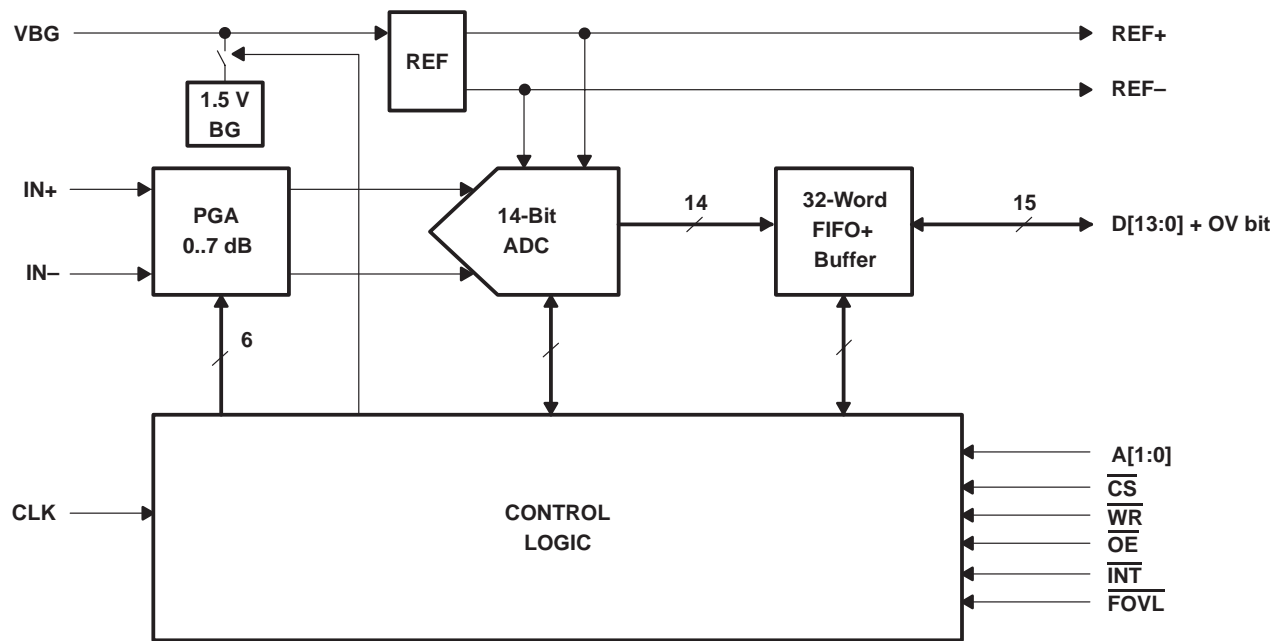 VBG
REF
REF+
REF–
1.5 V
BG
IN+
IN–
PGA
0..7 dB
14-Bit
ADC
14
32-Word
FIFO+
Buffer
15
D[13:0] + OV bit
6
CLK
CONTROL
LOGIC
A[1:0]
CS
WR
OE
INT
FOVL